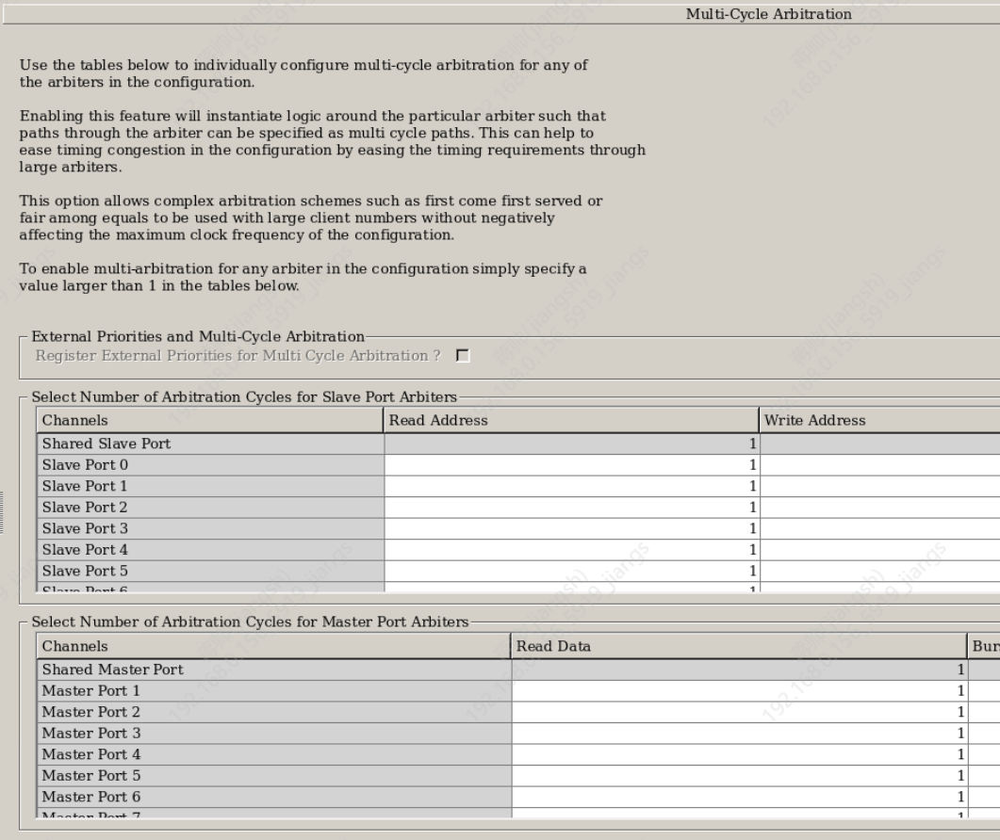 Multi-Cycle Arbitration
Use the tables below to individually configure multi-cycle arbitration for any of
the arbiters in the configuration.
Enabling this feature will instantiate logic around the particular arbiter such that
paths through the arbiter can be specified as multi cycle paths. This can help to
ease timing congestion in the configuration by easing the timing requirements through
large arbiters.
This option allows complex arbitration schemes such as first come first served or
fair among equals to be used with large client numbers without negatively
affecting the maximum clock frequency of the configuration.
To enable multi-arbitration for any arbiter in the configuration simply specify a
value larger than 1 in the tables below.
External Priorities and Multi-Cycle Arbitration
Register External Priorities for Multi Cycle Arbitration ?
Select Number of Arbitration Cycles for Slave Port Arbiters
Channels Read Address Write Address
Shared Slave Port 1
Slave Port 0 1
Slave Port 1 1
Slave Port 2 1
Slave Port 3 1
Slave Port 4 1
Slave Port 5 1
Slave Port 6 1
Select Number of Arbitration Cycles for Master Port Arbiters
Channels Read Data Bur
Shared Master Port 1
Master Port 1 1
Master Port 2 1
Master Port 3 1
Master Port 4 1
Master Port 5 1
Master Port 6 1
Master Port 7 1